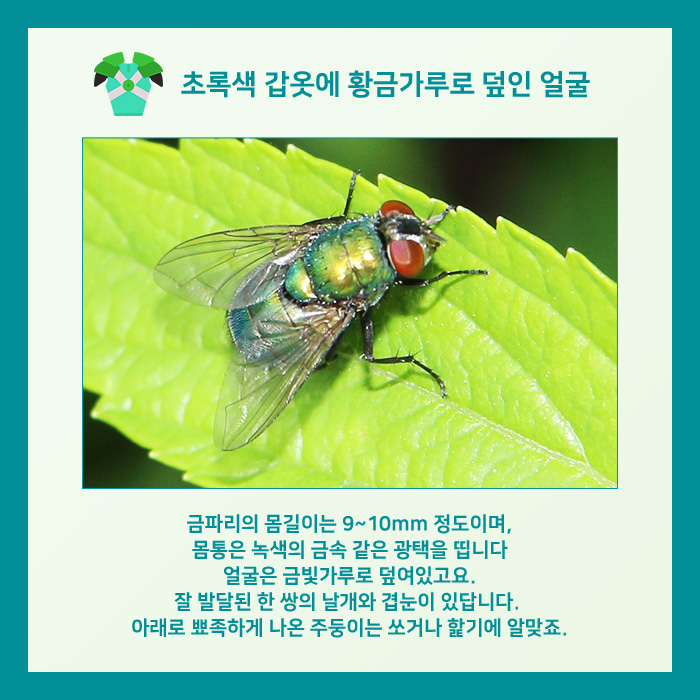 초록색 갑옷에 황금가루로 덮인 얼굴
금파리의 몸길이는 9~10mm 정도이며,
몸통은 녹색의 금속 같은 광택을 띱니다
얼굴은 금빛가루로 덮여있고요.
잘 발달된 한 쌍의 날개와 겹눈이 있답니다.
아래로 뾰족하게 나온 주둥이는 쏘거나 핥기에 알맞죠.